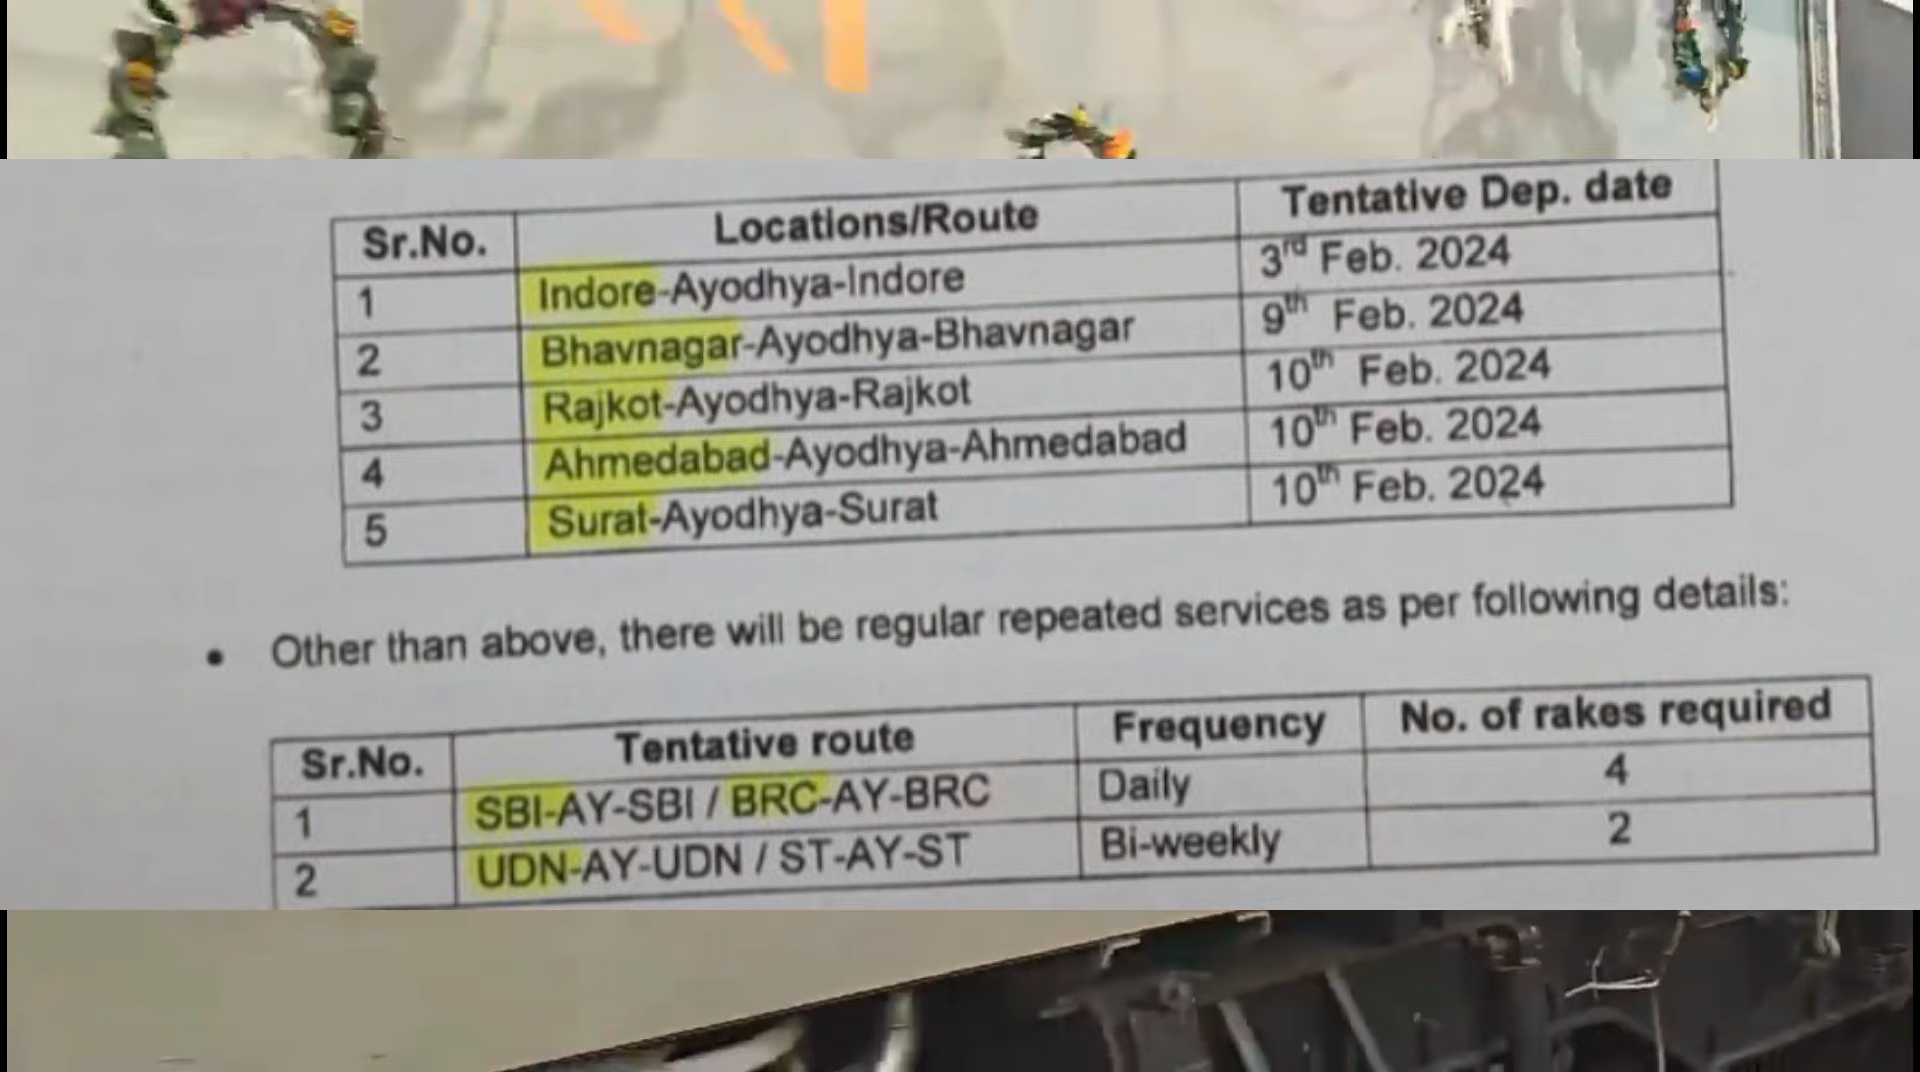 Sr.No. Locations/Route Tentative Dep. date
1 Indore-Ayodhya-Indore 3rd Feb. 2024
2 Bhavnagar-Ayodhya-Bhavnagar 9th Feb. 2024
3 Rajkot-Ayodhya-Rajkot 10th Feb. 2024
4 Ahmedabad-Ayodhya-Ahmedabad 10th Feb. 2024
5 Surat-Ayodhya-Surat 10th Feb. 2024
• Other than above, there will be regular repeated services as per following details:
Sr.No. Tentative route Frequency No. of rakes required
1 SBI-AY-SBI / BRC-AY-BRC Daily 4
2 UDN-AY-UDN / ST-AY-ST Bi-weekly 2